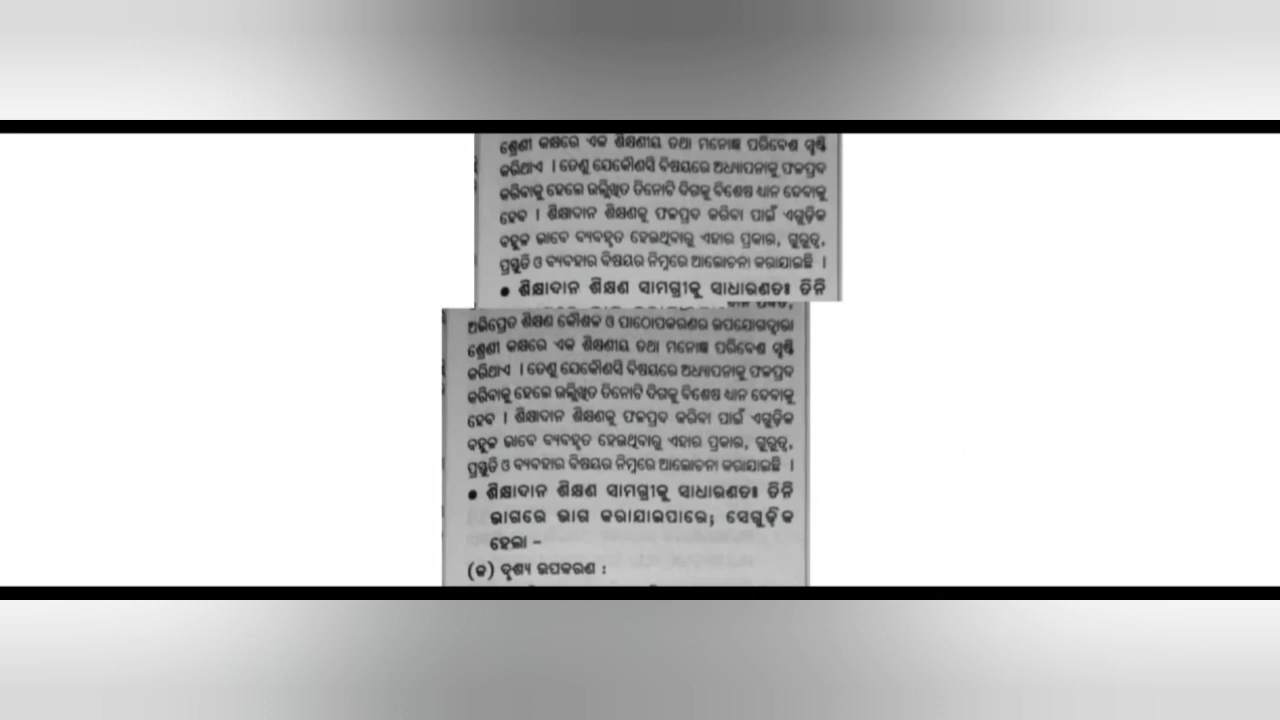 ଶ୍ରେଣୀ କକ୍ଷରେ ଏକ ଶିକ୍ଷଣୀୟ ତଥା ମନୋଜ୍ଞ ପରିବେଶ ସୃଷ୍ଟି
କରିଥାଏ । ତେଣୁ ଯେକୌଣସି ବିଷୟରେ ଅଧ୍ୟାପନାକୁ ଫଳପ୍ରଦ
କରିବାକୁ ହେଲେ ଉଲ୍ଲିଖିତ ତିନୋଟି ଦିଗକୁ ବିଶେଷ ଧ୍ୟାନ ଦେବାକୁ
ହେବ । ଶିକ୍ଷାଦାନ ଶିକ୍ଷଣକୁ ଫଳପ୍ରଦ କରିବା ପାଇଁ ଏଗୁଡ଼ିକ
ବହୁଳ ଭାବେ ବ୍ୟବହୃତ ହେଉଥିବାରୁ ଏହାର ପ୍ରକାର, ଗୁରୁତ୍ୱ,
ପ୍ରସ୍ତୁତି ଓ ବ୍ୟବହାର ବିଷୟର ନିମ୍ନରେ ଆଲୋଚନା କରାଯାଇଛି ।
● ଶିକ୍ଷାଦାନ ଶିକ୍ଷଣ ସାମଗ୍ରୀକୁ ସାଧାରଣତଃ ତିନି
ଅଭିପ୍ରେତ ଶିକ୍ଷଣ କୌଶଳ ଓ ପାଠୋପକରଣର ଉପଯୋଗଦ୍ୱାରା
ଶ୍ରେଣୀ କକ୍ଷରେ ଏକ ଶିକ୍ଷଣୀୟ ତଥା ମନୋଜ୍ଞ ପରିବେଶ ସୃଷ୍ଟି
କରିଥାଏ । ତେଣୁ ଯେକୌଣସି ବିଷୟରେ ଅଧ୍ୟାପନାକୁ ଫଳପ୍ରଦ
କରିବାକୁ ହେଲେ ଉଲ୍ଲିଖିତ ତିନୋଟି ଦିଗକୁ ବିଶେଷ ଧ୍ୟାନ ଦେବାକୁ
ହେବ । ଶିକ୍ଷାଦାନ ଶିକ୍ଷଣକୁ ଫଳପ୍ରଦ କରିବା ପାଇଁ ଏଗୁଡ଼ିକ
ବହୁଳ ଭାବେ ବ୍ୟବହୃତ ହେଉଥିବାରୁ ଏହାର ପ୍ରକାର, ଗୁରୁତ୍ୱ,
ପ୍ରସ୍ତୁତି ଓ ବ୍ୟବହାର ବିଷୟର ନିମ୍ନରେ ଆଲୋଚନା କରାଯାଇଛି ।
● ଶିକ୍ଷାଦାନ ଶିକ୍ଷଣ ସାମଗ୍ରୀକୁ ସାଧାରଣତଃ ତିନି
ଭାଗରେ ଭାଗ କରାଯାଇପାରେ; ସେଗୁଡ଼ିକ
ହେଲା –
(କ) ଦୃଶ୍ୟ ଉପକରଣ :